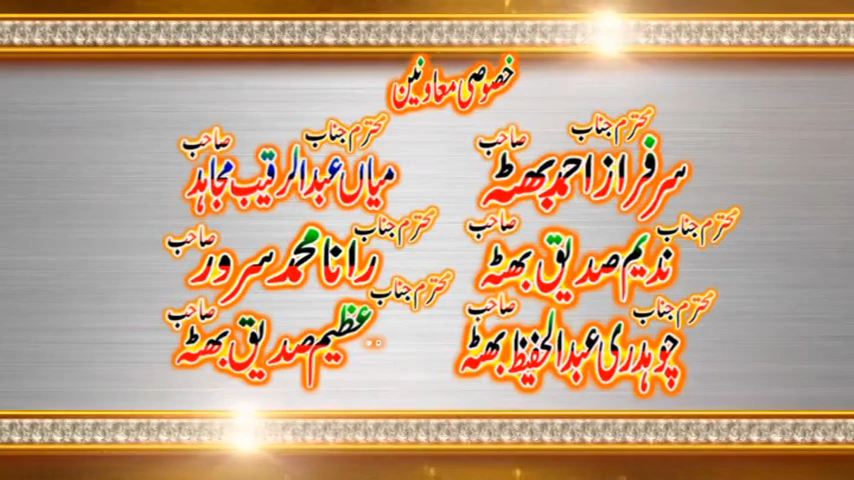 خصوصی معاونین
محترم جناب سرفراز احمد بھٹہ صاحب
محترم جناب میاں عبدالرقیب مجاہد صاحب
محترم جناب ندیم صدیق بھٹہ صاحب
محترم جناب رانا محمد سرور صاحب
محترم جناب چوہدری عبدالحفیظ بھٹہ صاحب
محترم جناب عظیم صدیق بھٹہ صاحب